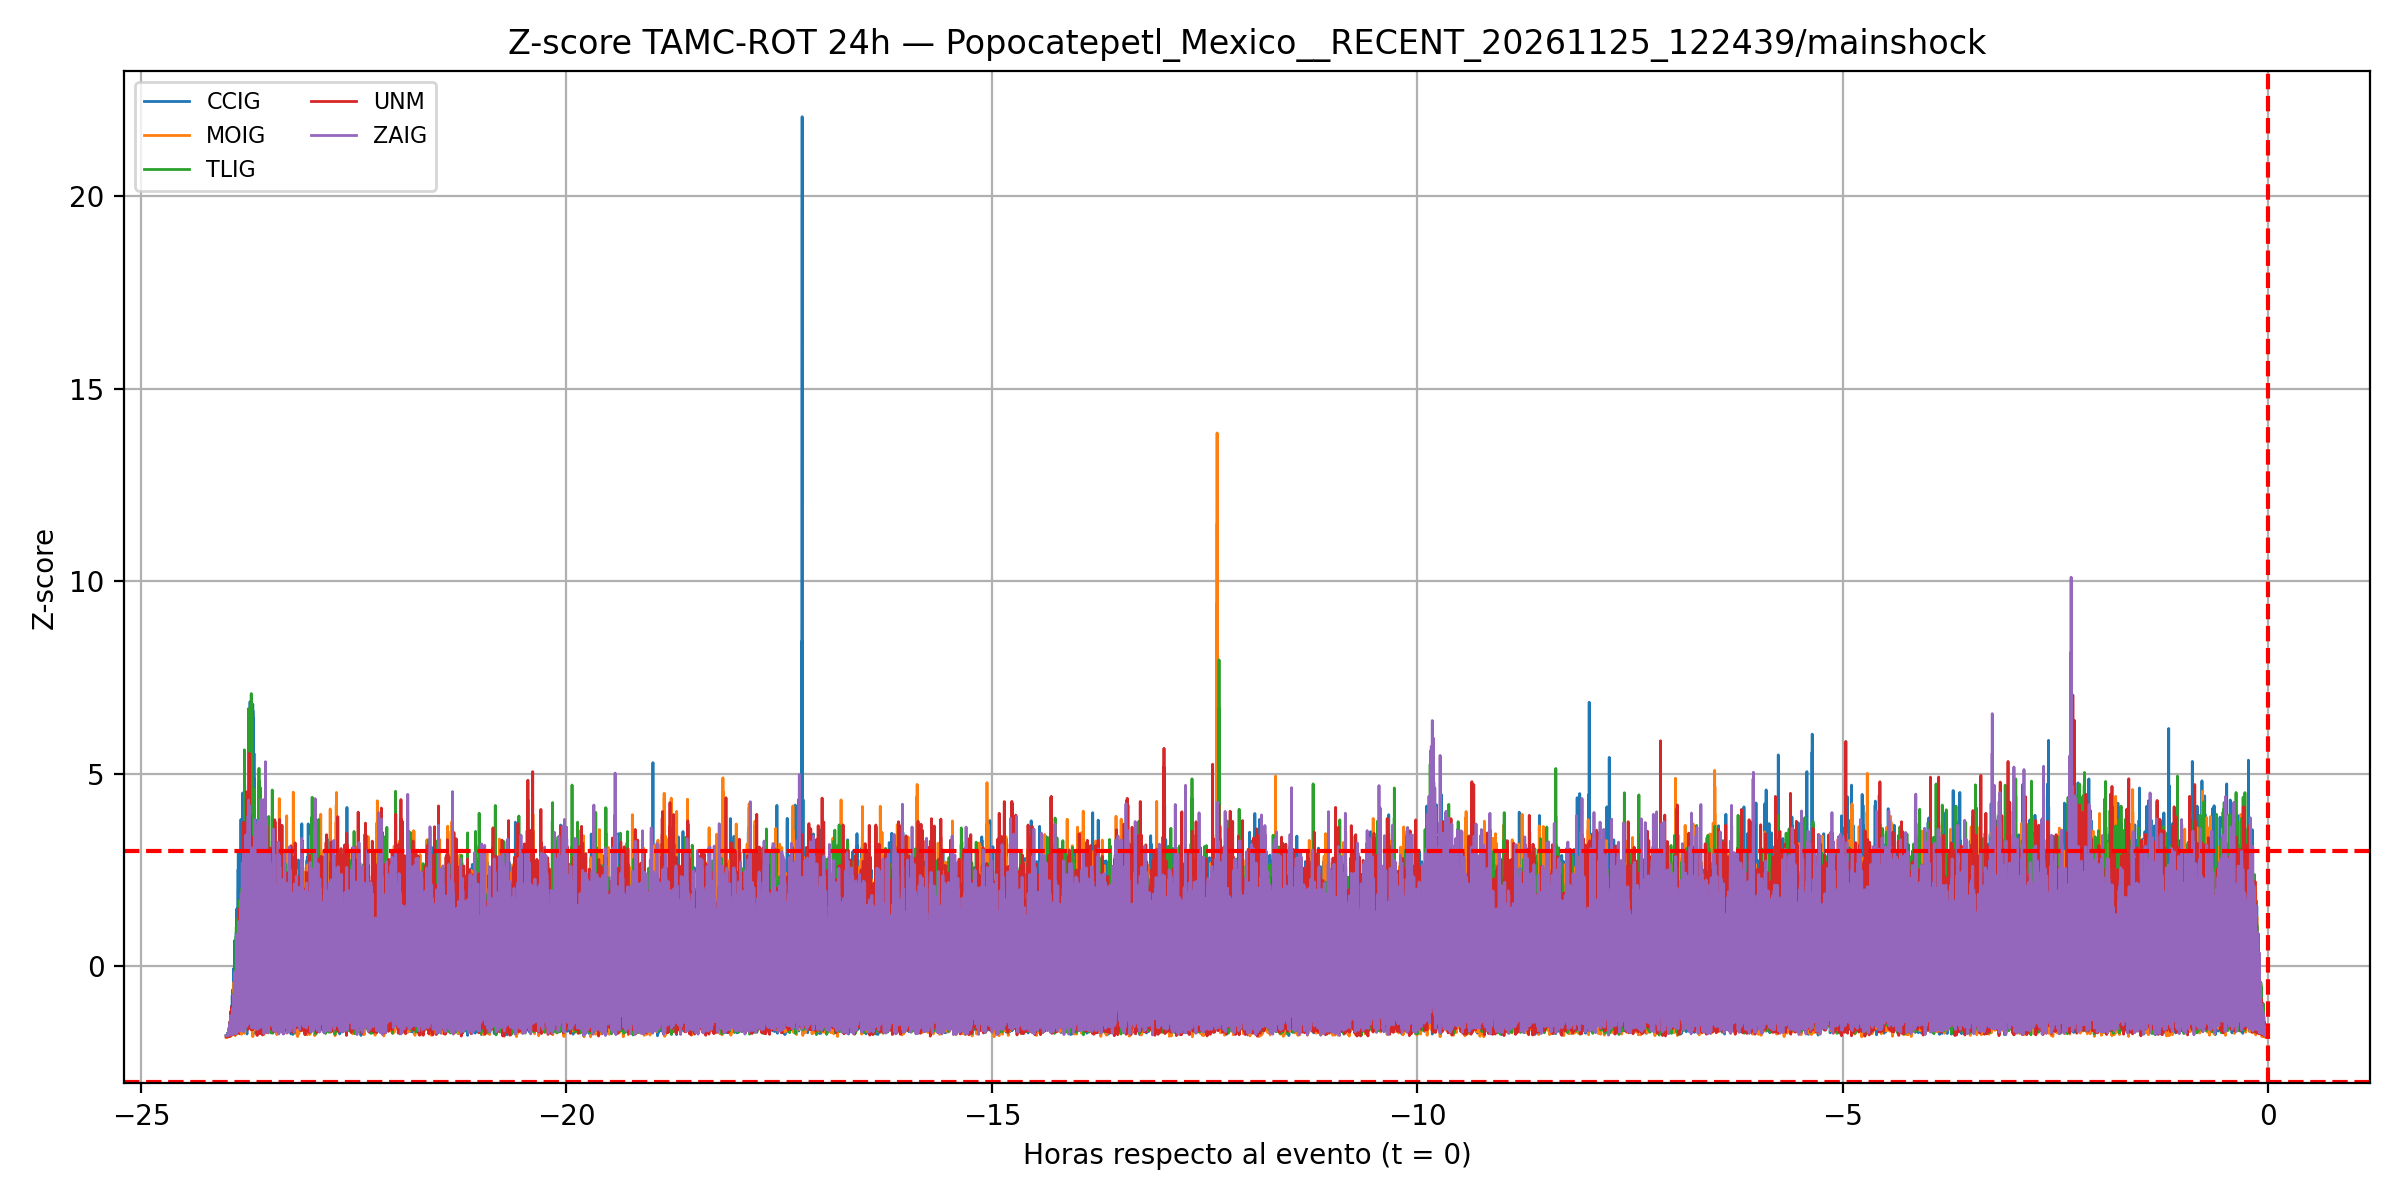 Z-score TAMC-ROT 24h — Popocatepetl_Mexico__RECENT_20261125_122439/mainshock
CCIG
MOIG
TLIG
UNM
ZAIG
Z-score
20
15
10
5
0
−25
−20
−15
−10
−5
0
Horas respecto al evento (t = 0)